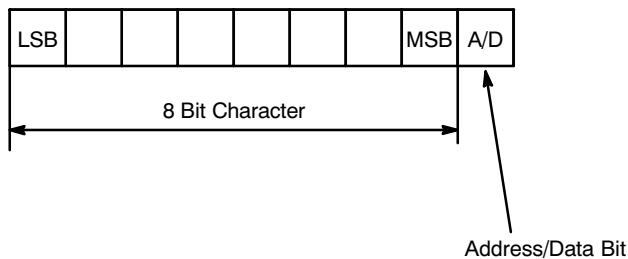 LSB MSB A/D
8 Bit Character
Address/Data Bit